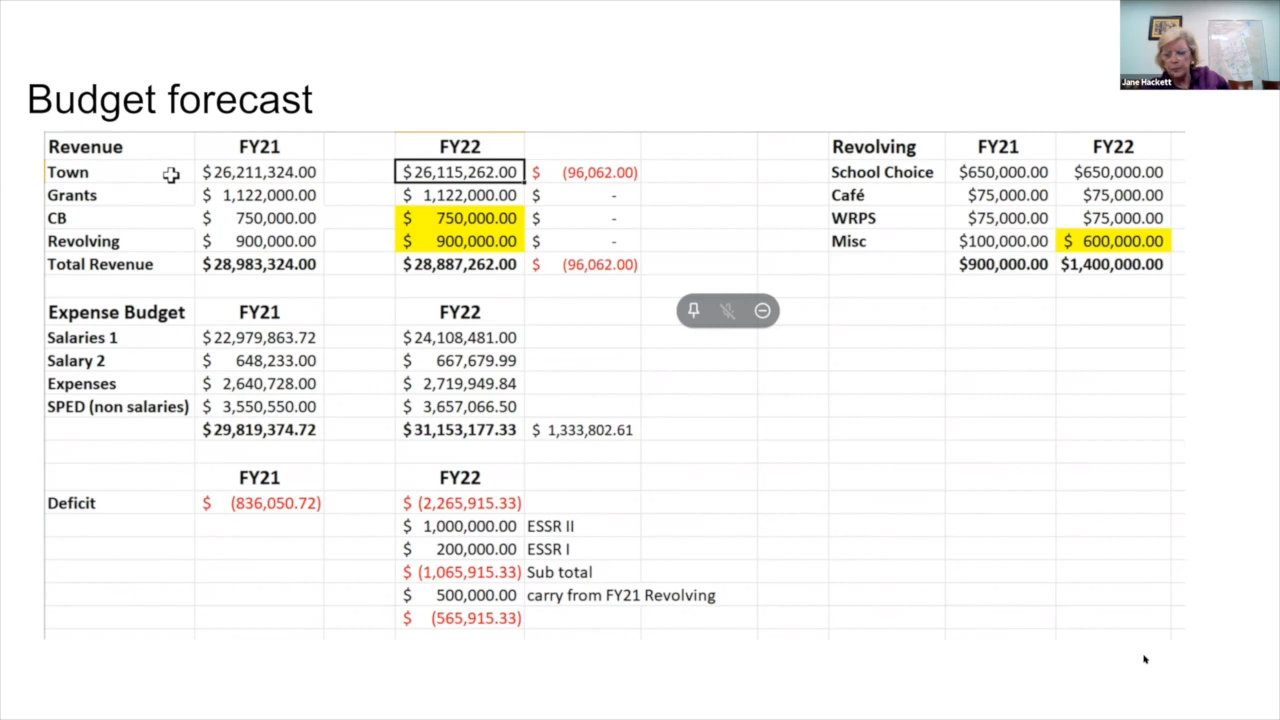 Jane Hackett
Budget forecast
Revenue FY21 FY22 Revolving FY21 FY22
Town $26,211,324.00 $26,115,262.00 $ (96,062.00) School Choice $650,000.00 $650,000.00
Grants $ 1,122,000.00 $ 1,122,000.00 $ - Café $75,000.00 $75,000.00
CB $ 750,000.00 $ 750,000.00 $ - WRPS $75,000.00 $75,000.00
Revolving $ 900,000.00 $ 900,000.00 $ - Misc $100,000.00 $ 600,000.00
Total Revenue $28,983,324.00 $28,887,262.00 $ (96,062.00) $900,000.00 $1,400,000.00
Expense Budget FY21 FY22
Salaries 1 $22,979,863.72 $24,108,481.00
Salary 2 $ 648,233.00 $ 667,679.99
Expenses $ 2,640,728.00 $ 2,719,949.84
SPED (non salaries) $ 3,550,550.00 $ 3,657,066.50
$29,819,374.72 $31,153,177.33 $ 1,333,802.61
FY21 FY22
Deficit $ (836,050.72) $ (2,265,915.33)
$ 1,000,000.00 ESSR II
$ 200,000.00 ESSR I
$ (1,065,915.33) Sub total
$ 500,000.00 carry from FY21 Revolving
$ (565,915.33)